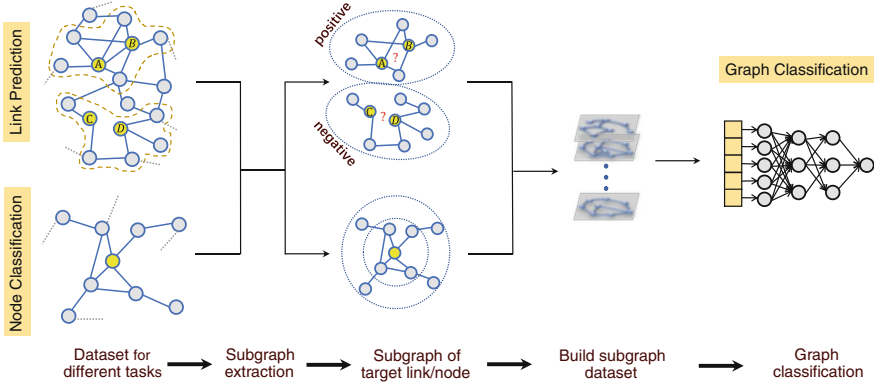 Link Prediction
A
B
C
D
positive
A
?
B
C
?
D
negative
Graph Classification
Node Classification
Dataset for
different tasks
Subgraph
extraction
Subgraph of
target link/node
Build subgraph
dataset
Graph
classification